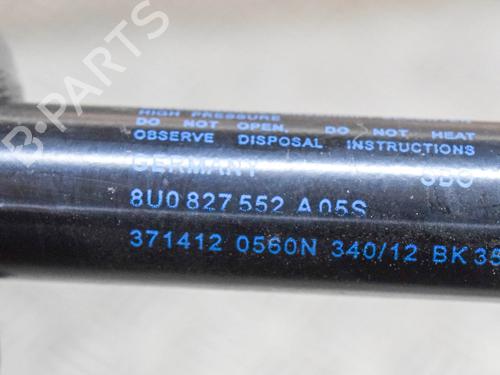 HIGH PRESSURE
DO NOT OPEN. DO NOT HEAT
OBSERVE DISPOSAL INSTRUCTIONS
GERMANY
8U0 827 552 A 05S
371412 0560N 340/12 BK 35
B-PARTS